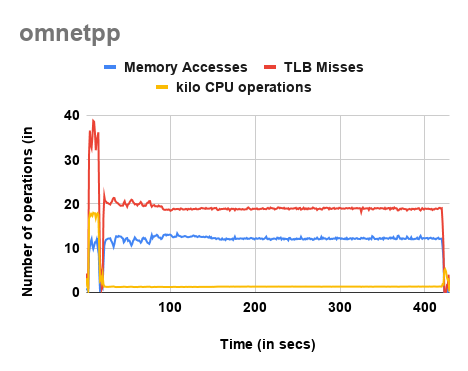 omnetpp
Memory Accesses TLB Misses
kilo CPU operations
Number of operations (in
40
30
20
10
0
100 200 300 400
Time (in secs)